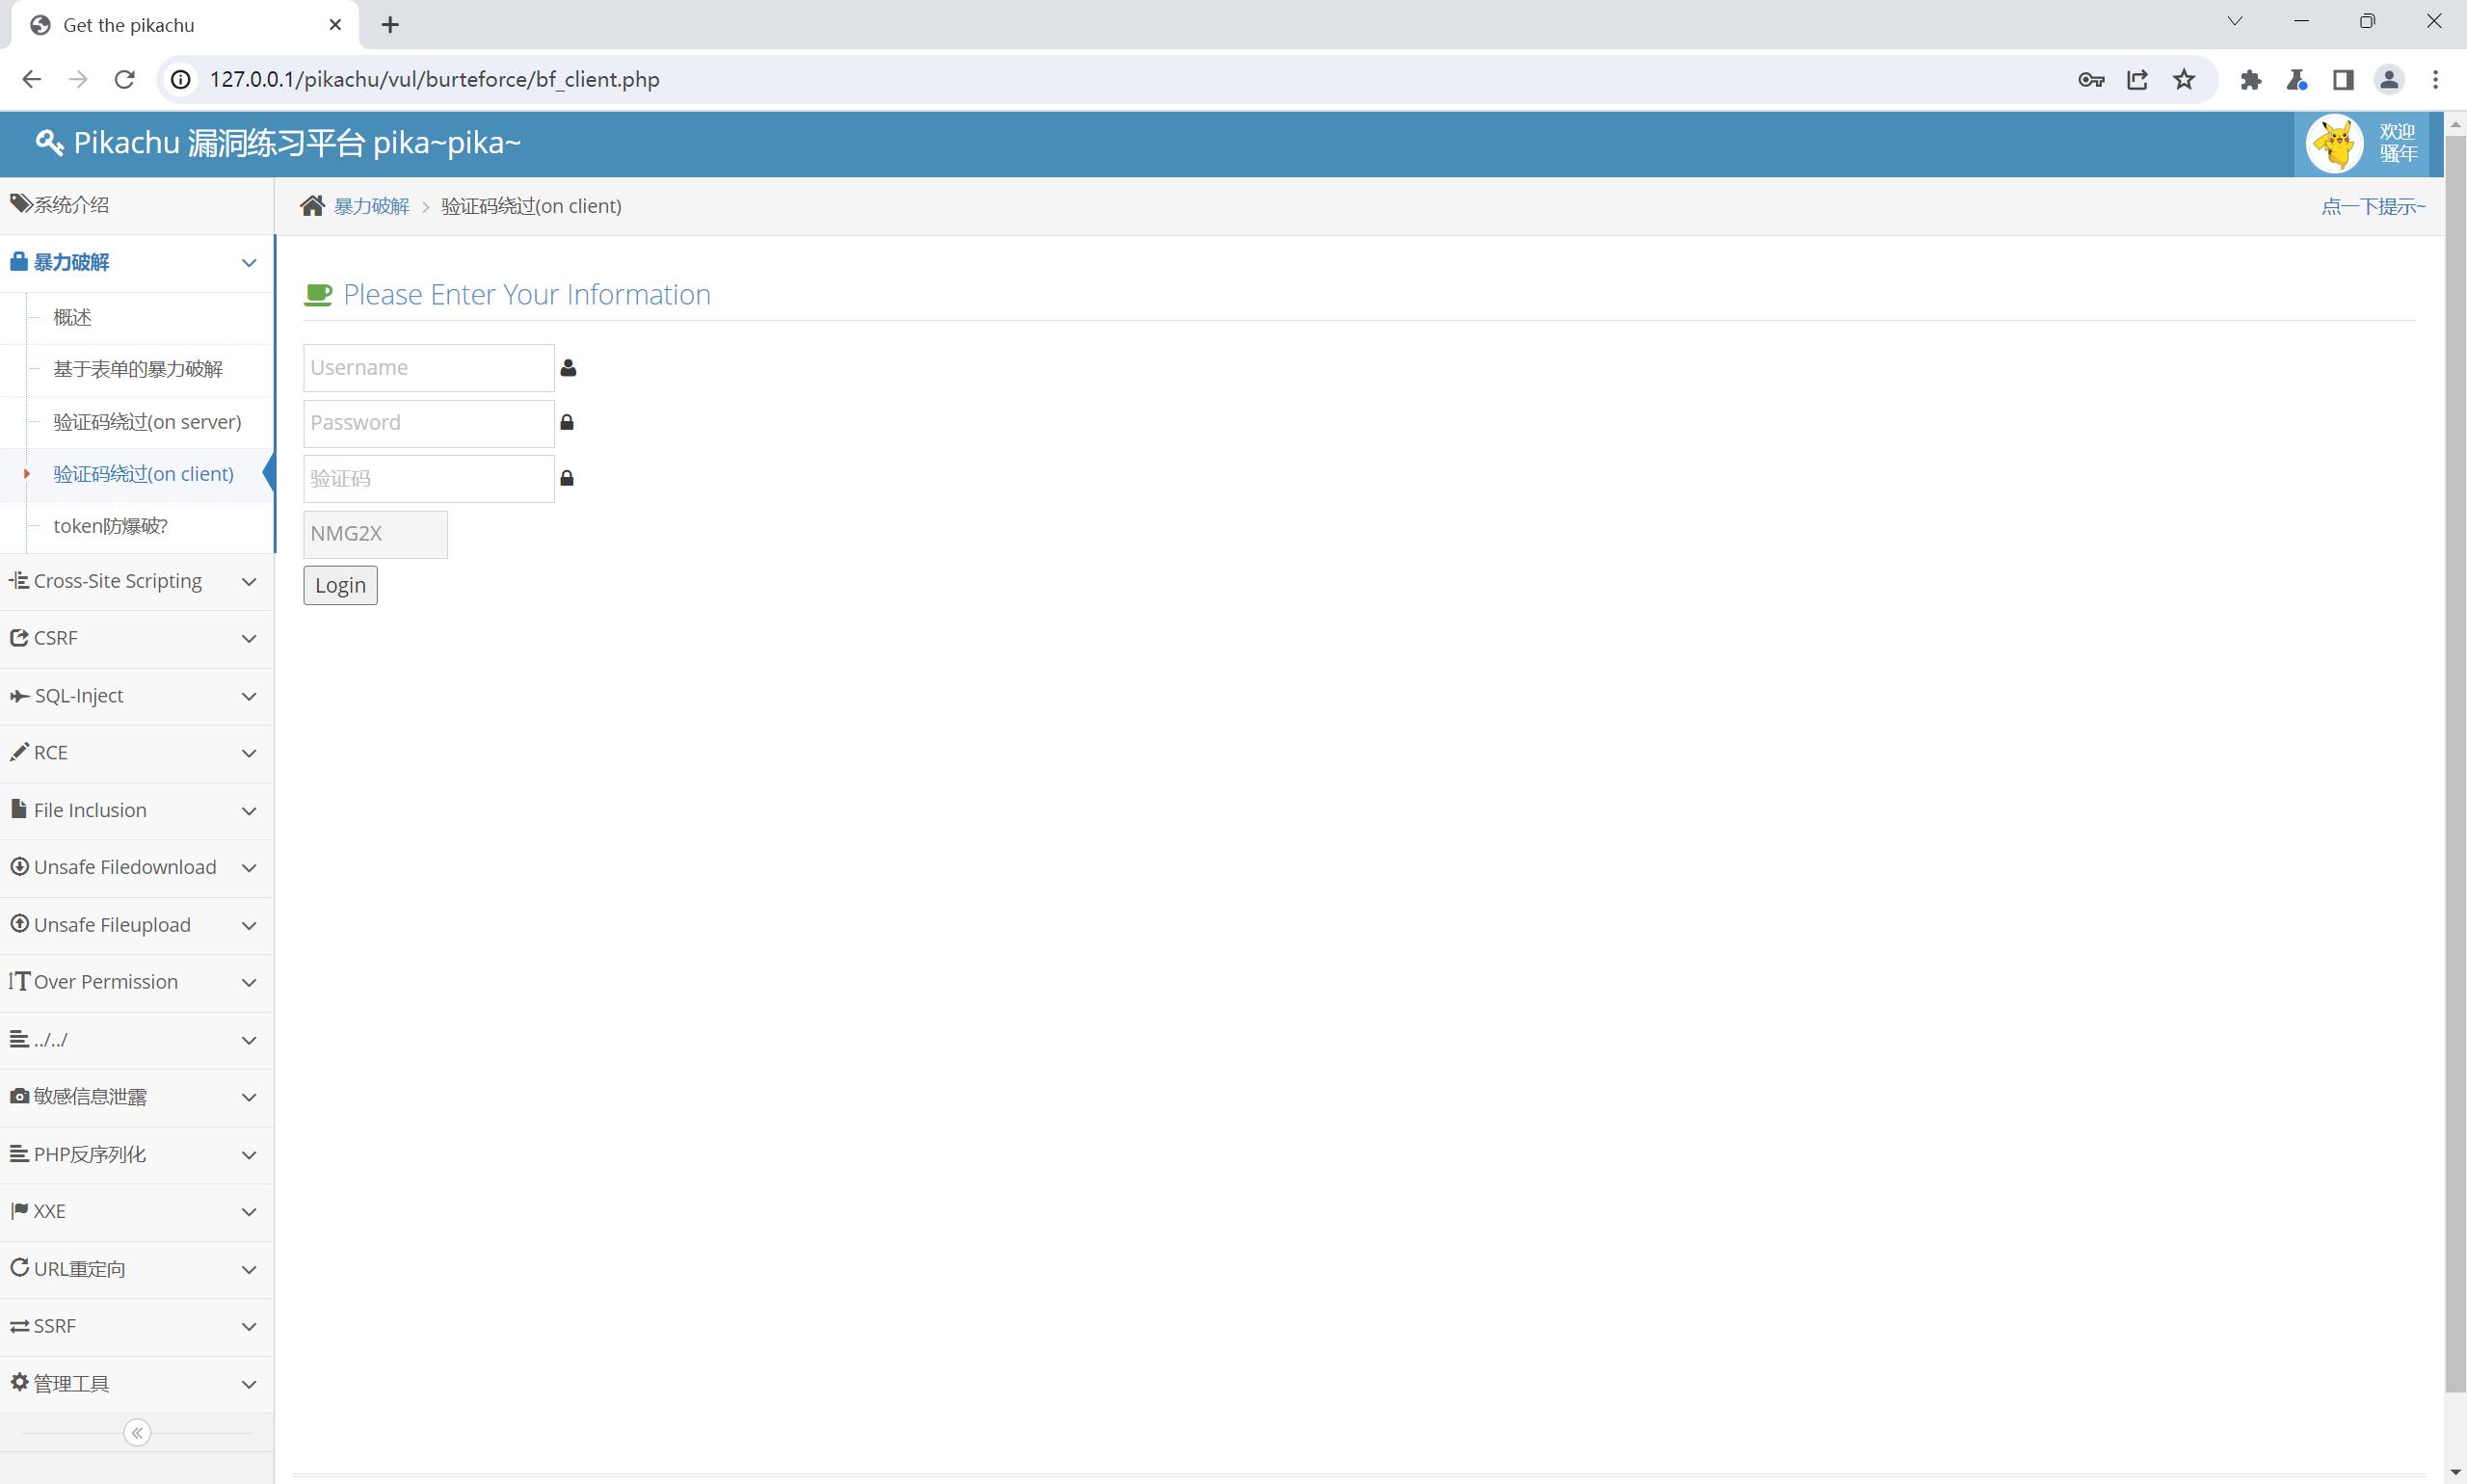 Get the pikachu
127.0.0.1/pikachu/vul/burteforce/bf_client.php
Pikachu 漏洞练习平台 pika~pika~
欢迎
骚年
系统介绍
暴力破解
概述
基于表单的暴力破解
验证码绕过(on server)
验证码绕过(on client)
token防爆破?
Cross-Site Scripting
CSRF
SQL-Inject
RCE
File Inclusion
Unsafe Filedownload
Unsafe Fileupload
Over Permission
../../
敏感信息泄露
PHP反序列化
XXE
URL重定向
SSRF
管理工具
暴力破解 > 验证码绕过(on client)
点一下提示~
Please Enter Your Information
Username
Password
验证码
NMG2X
Login